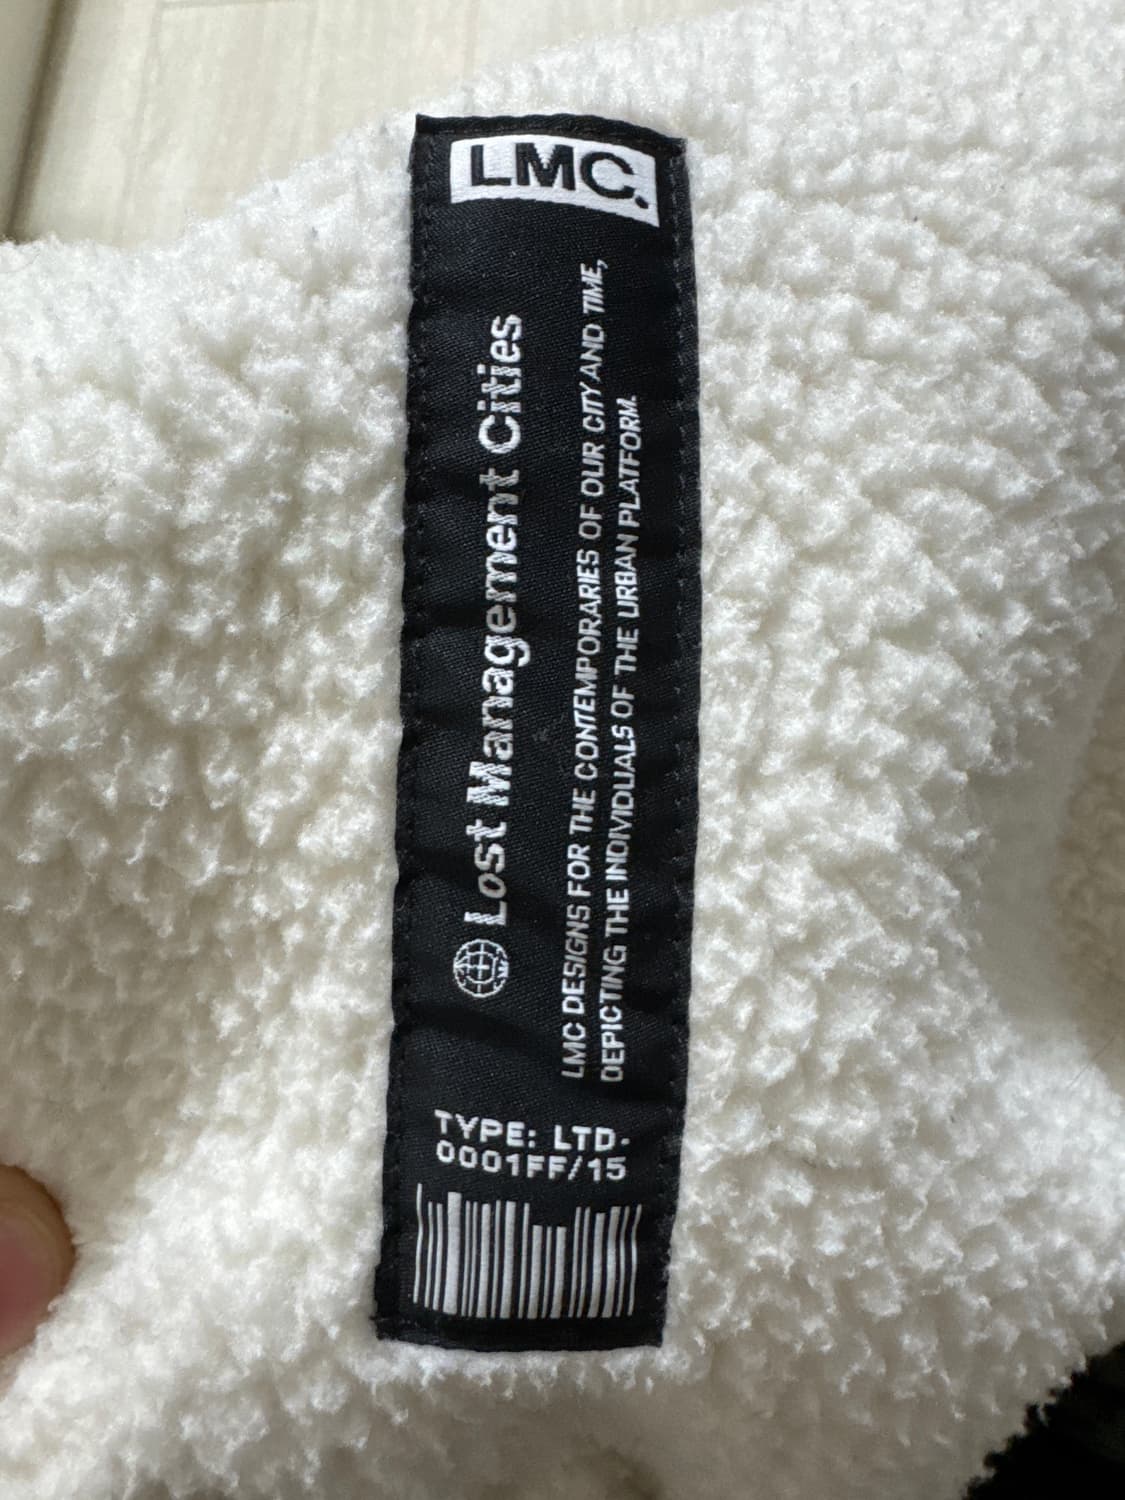 LMC.
Lost Management Cities
LMC DESIGNS FOR THE CONTEMPORARIES OF OUR CITY AND TIME,
DEPICTING THE INDIVIDUALS OF THE URBAN PLATFORM.
TYPE: LTD.
0001FF/15